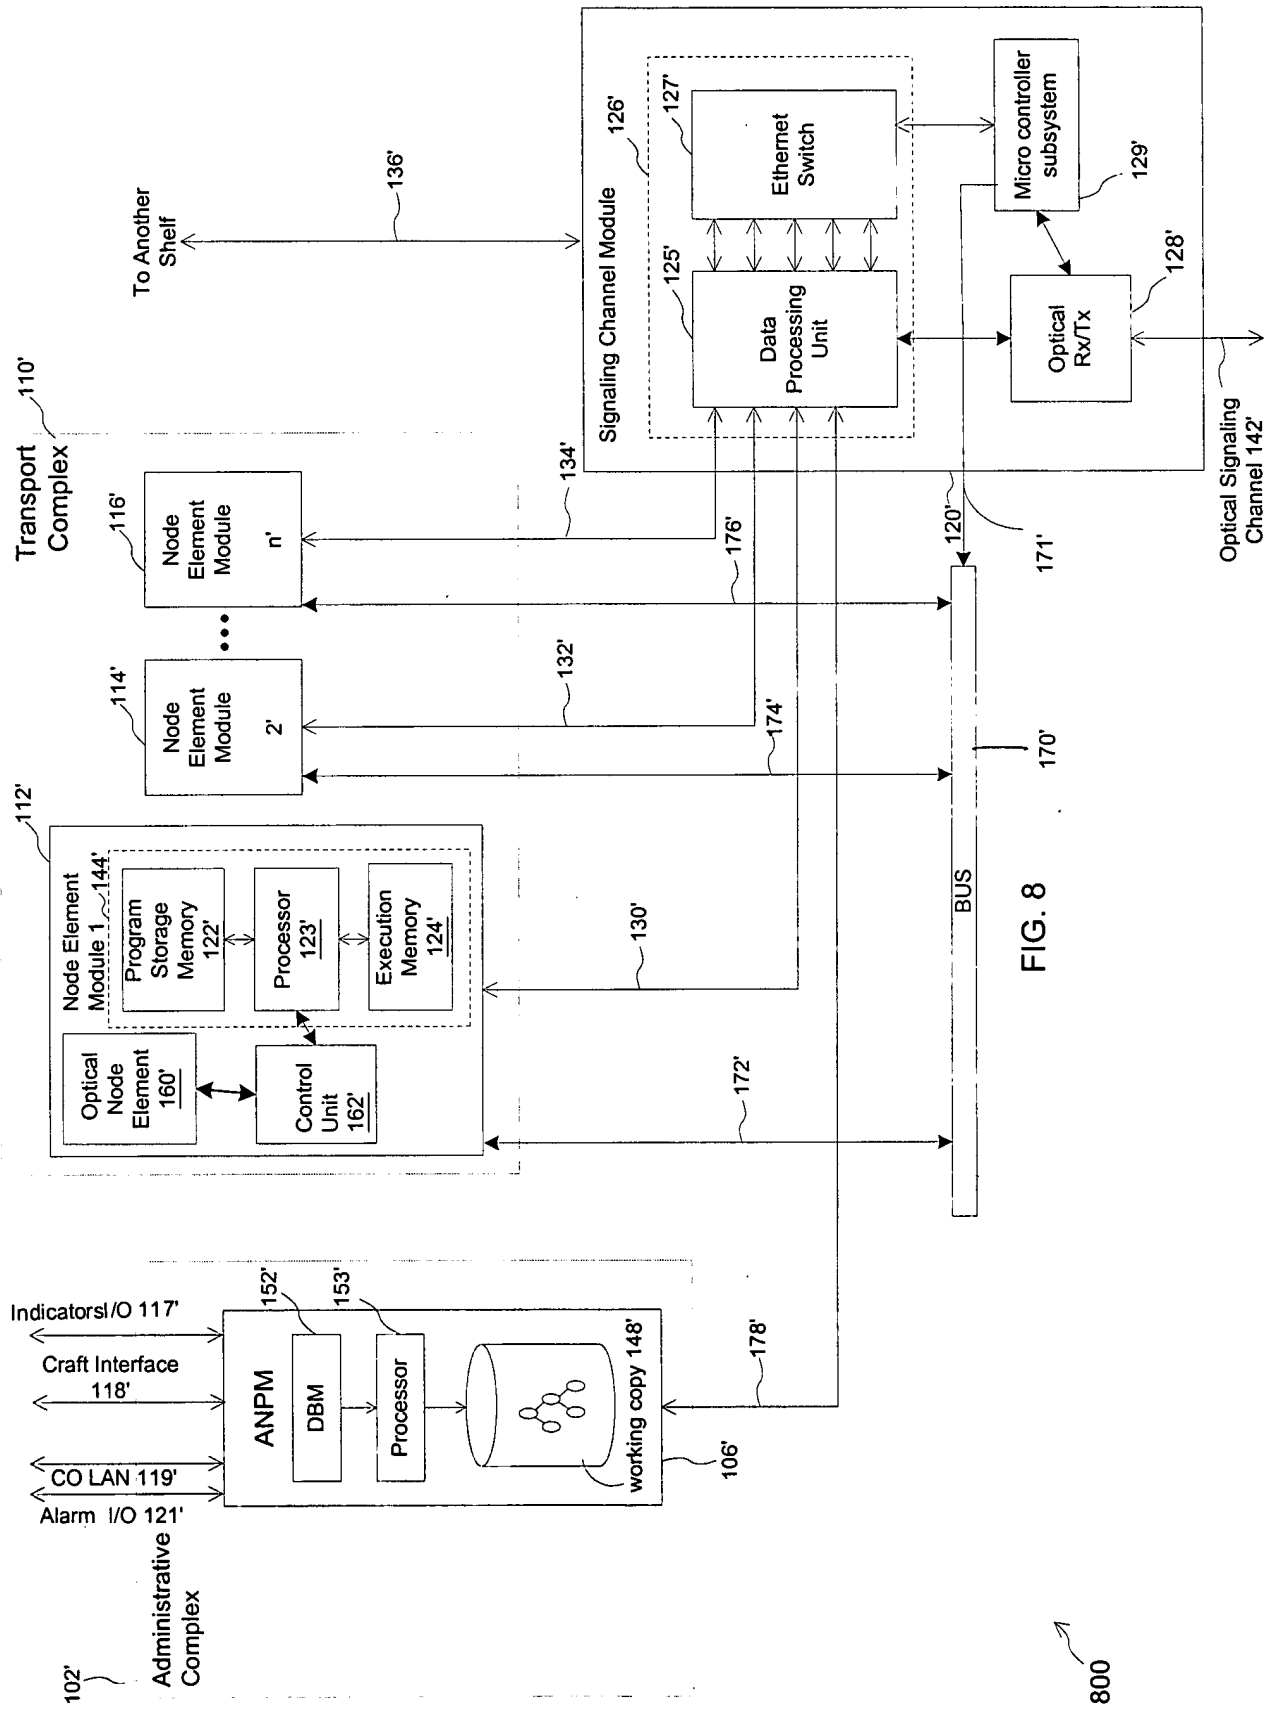 102'
Administrative
Complex
Alarm I/O 121'
CO LAN 119'
Craft Interface
118'
IndicatorsI/O 117'
ANPM
DBM
152'
Processor
153'
working copy 148'
106'
178'
Transport
Complex
110'
112'
Node Element
Module 1
144'
Optical
Node
Element
160'
Control
Unit
162'
Program
Storage
Memory
122'
Processor
123'
Execution
Memory
124'
114'
Node
Element
Module
2'
116'
Node
Element
Module
n'
To Another
Shelf
136'
130'
132'
134'
172'
174'
176'
Signaling Channel Module
126'
125'
Data
Processing
Unit
127'
Ethernet
Switch
Micro controller
subsystem
129'
Optical
Rx/Tx
128'
120'
171'
Optical Signaling
Channel 142'
BUS
170'
FIG. 8
800